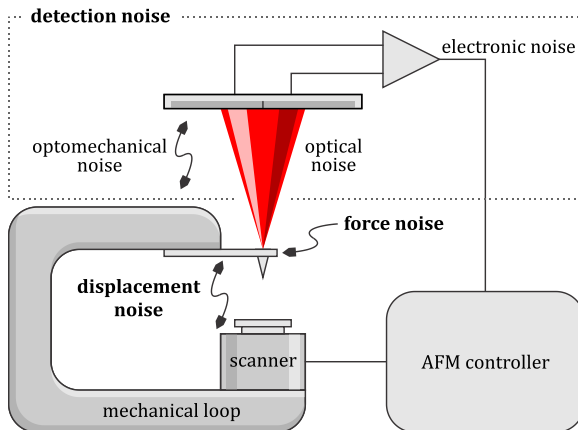 detection noise
electronic noise
optomechanical
noise
optical
noise
force noise
displacement
noise
scanner
AFM controller
mechanical loop